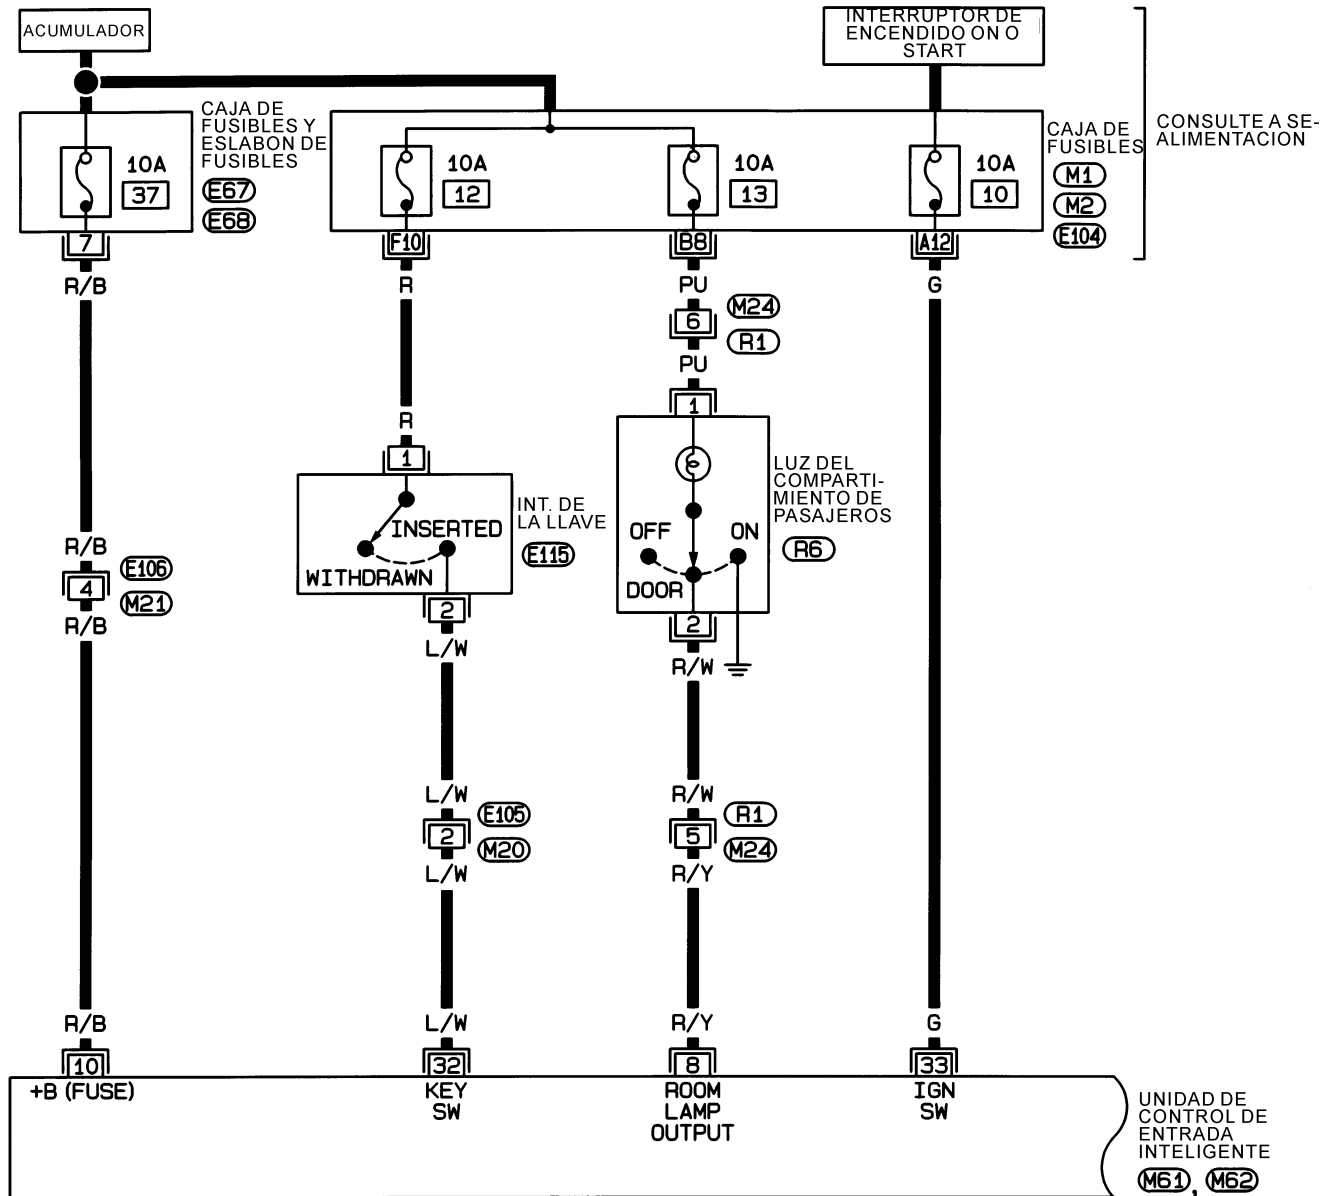 ACUMULADOR
INTERRUPTOR DE
ENCENDIDO ON O
START
CAJA DE
FUSIBLES Y
ESLABON DE
FUSIBLES
E67
E68
10A
37
10A
12
10A
13
10A
10
CAJA DE
FUSIBLES
M1
M2
E104
CONSULTE A SE-
ALIMENTACION
7
F10
B8
A12
R/B
R
PU
G
6
M24
R1
PU
R
1
1
INSERTED
WITHDRAWN
INT. DE
LA LLAVE
E115
OFF
ON
DOOR
LUZ DEL
COMPARTI-
MIENTO DE
PASAJEROS
R6
R/B
4
E106
M21
R/B
2
L/W
2
R/W
L/W
2
E105
M20
L/W
R/W
5
R1
M24
R/Y
R/B
L/W
R/Y
G
10
32
8
33
+B (FUSE)
KEY
SW
ROOM
LAMP
OUTPUT
IGN
SW
UNIDAD DE
CONTROL DE
ENTRADA
INTELIGENTE
M61 , M62